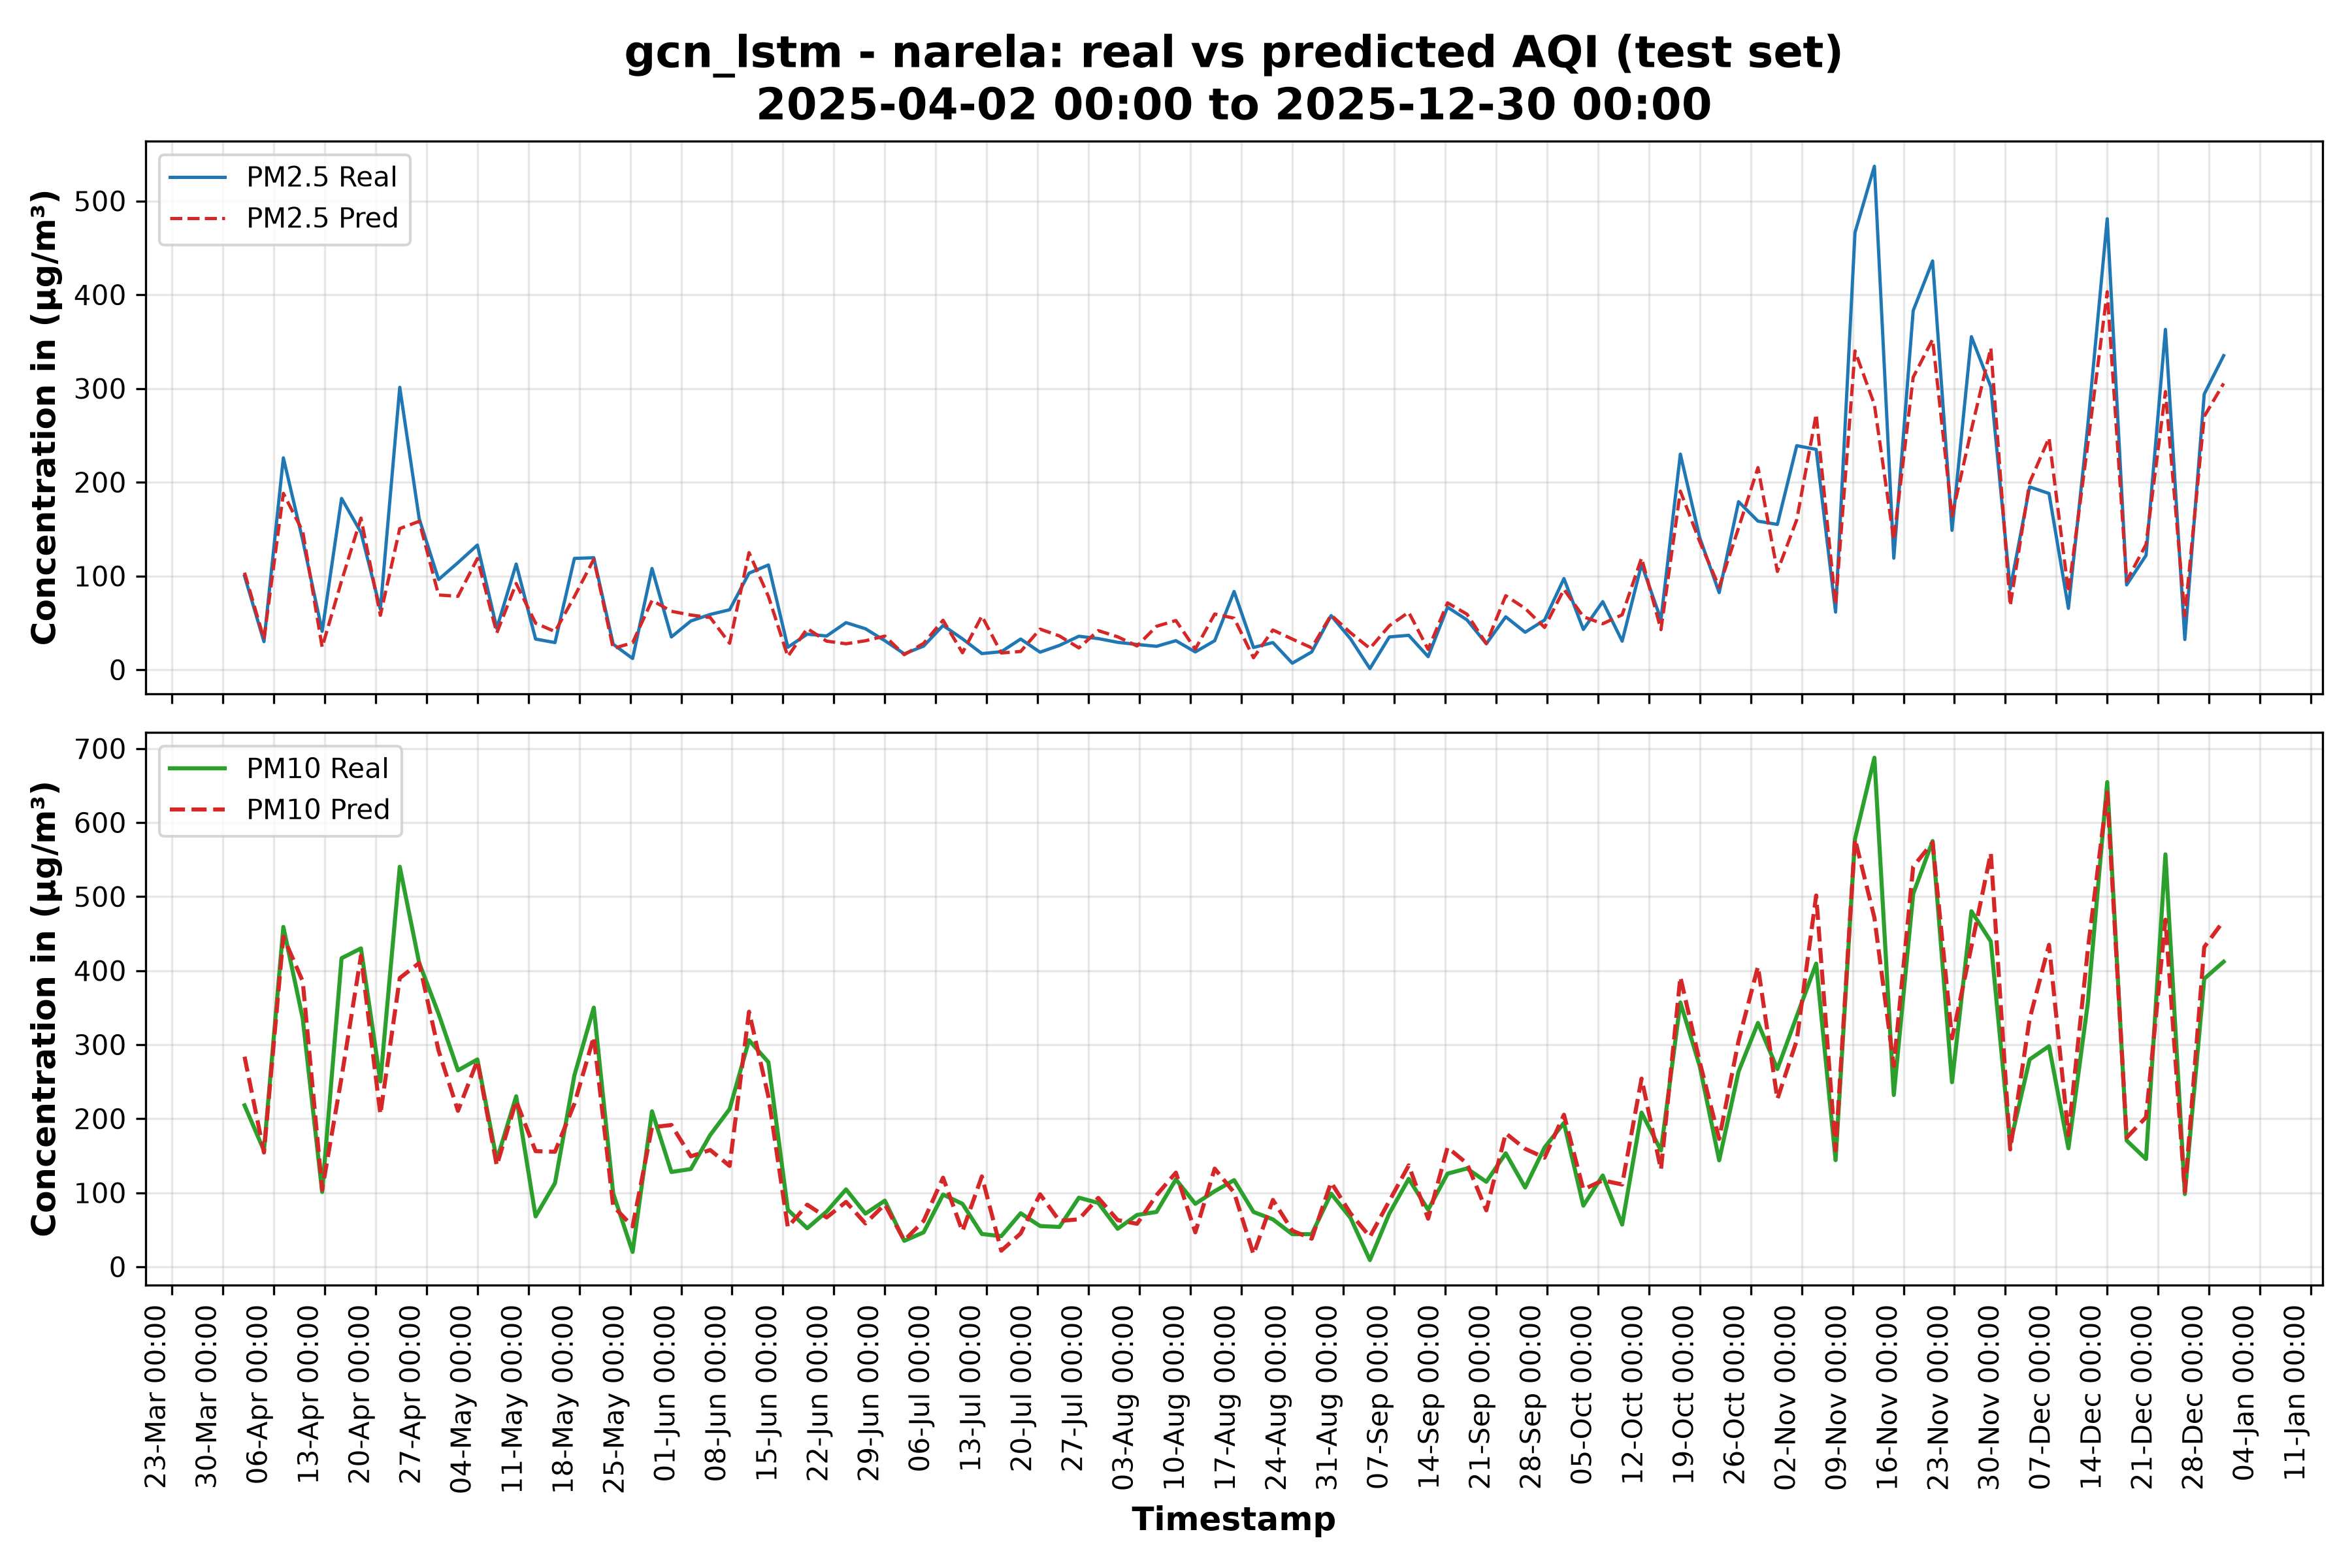 gcn_lstm - narela: real vs predicted AQI (test set)
2025-04-02 00:00 to 2025-12-30 00:00
PM2.5 Real
PM2.5 Pred
Concentration in (µg/m³)
500
400
300
200
100
0
PM10 Real
PM10 Pred
Concentration in (µg/m³)
700
600
500
400
300
200
100
0
23-Mar 00:00
30-Mar 00:00
06-Apr 00:00
13-Apr 00:00
20-Apr 00:00
27-Apr 00:00
04-May 00:00
11-May 00:00
18-May 00:00
25-May 00:00
01-Jun 00:00
08-Jun 00:00
15-Jun 00:00
22-Jun 00:00
29-Jun 00:00
06-Jul 00:00
13-Jul 00:00
20-Jul 00:00
27-Jul 00:00
03-Aug 00:00
10-Aug 00:00
17-Aug 00:00
24-Aug 00:00
31-Aug 00:00
07-Sep 00:00
14-Sep 00:00
21-Sep 00:00
28-Sep 00:00
05-Oct 00:00
12-Oct 00:00
19-Oct 00:00
26-Oct 00:00
02-Nov 00:00
09-Nov 00:00
16-Nov 00:00
23-Nov 00:00
30-Nov 00:00
07-Dec 00:00
14-Dec 00:00
21-Dec 00:00
28-Dec 00:00
04-Jan 00:00
11-Jan 00:00
Timestamp